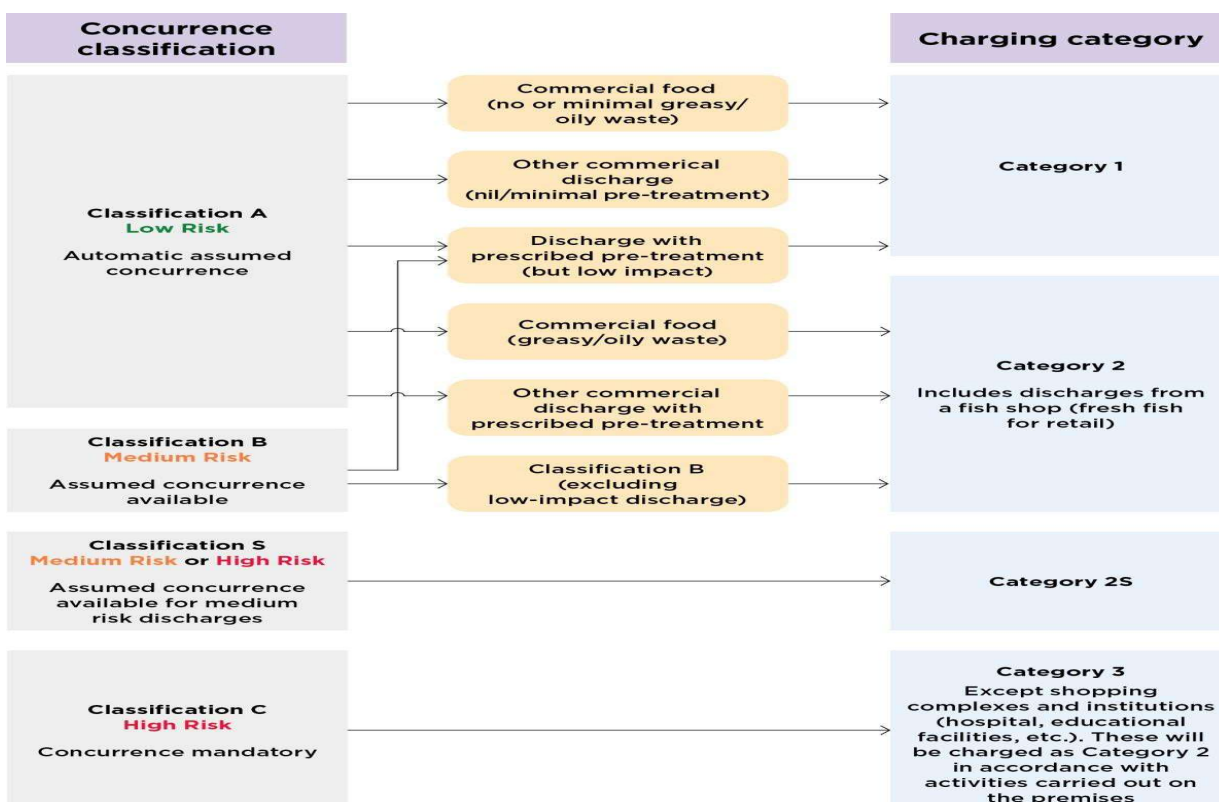 Concurrence
classification
Charging category
Classification A
Low Risk
Automatic assumed
concurrence
Classification B
Medium Risk
Assumed concurrence
available
Classification S
Medium Risk or High Risk
Assumed concurrence
available for medium
risk discharges
Classification C
High Risk
Concurrence mandatory
Commercial food
(no or minimal greasy/
oily waste)
Other commerical
discharge
(nil/minimal pre-treatment)
Discharge with
prescribed pre-treatment
(but low impact)
Commercial food
(greasy/oily waste)
Other commercial
discharge with
prescribed pre-treatment
Classification B
(excluding
low-impact discharge)
Category 1
Category 2
Includes discharges from
a fish shop (fresh fish
for retail)
Category 2S
Category 3
Except shopping
complexes and institutions
(hospital, educational
facilities, etc.). These will
be charged as Category 2
in accordance with
activities carried out on
the premises